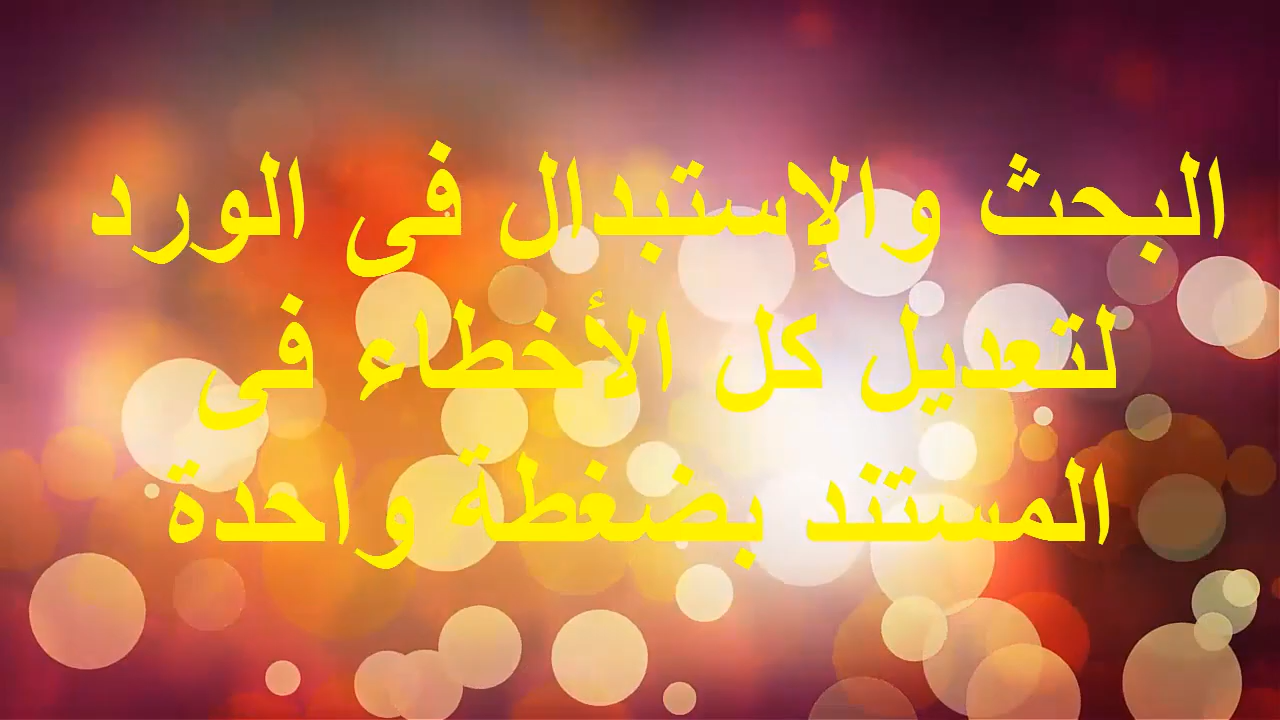 البحث والإستبدال فى الورد
لتعديل كل الأخطاء فى
المستند بضغطة واحدة